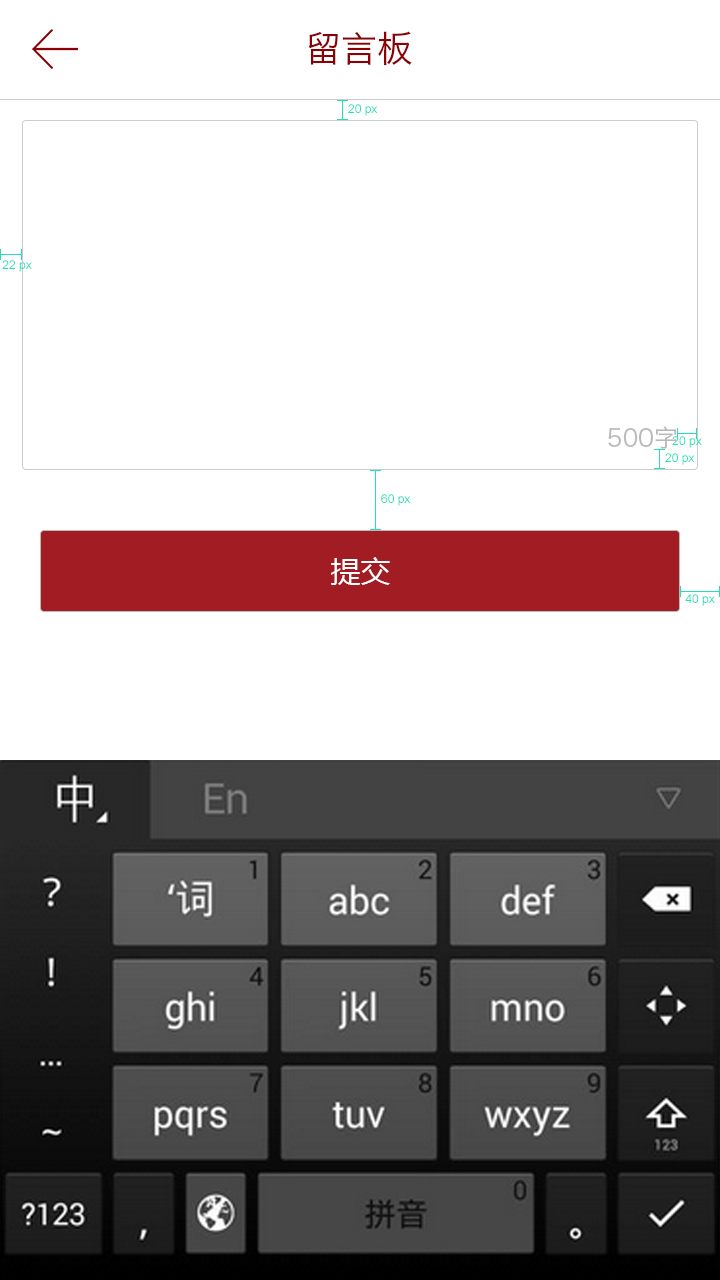 留言板
20 px
22 px
500字
20 px
20 px
60 px
提交
40 px
中 En
? ‘词 1 abc 2 def 3
! ghi 4 jkl 5 mno 6
... pqrs 7 tuv 8 wxyz 9
~ 123
?123 , 拼音 0 。